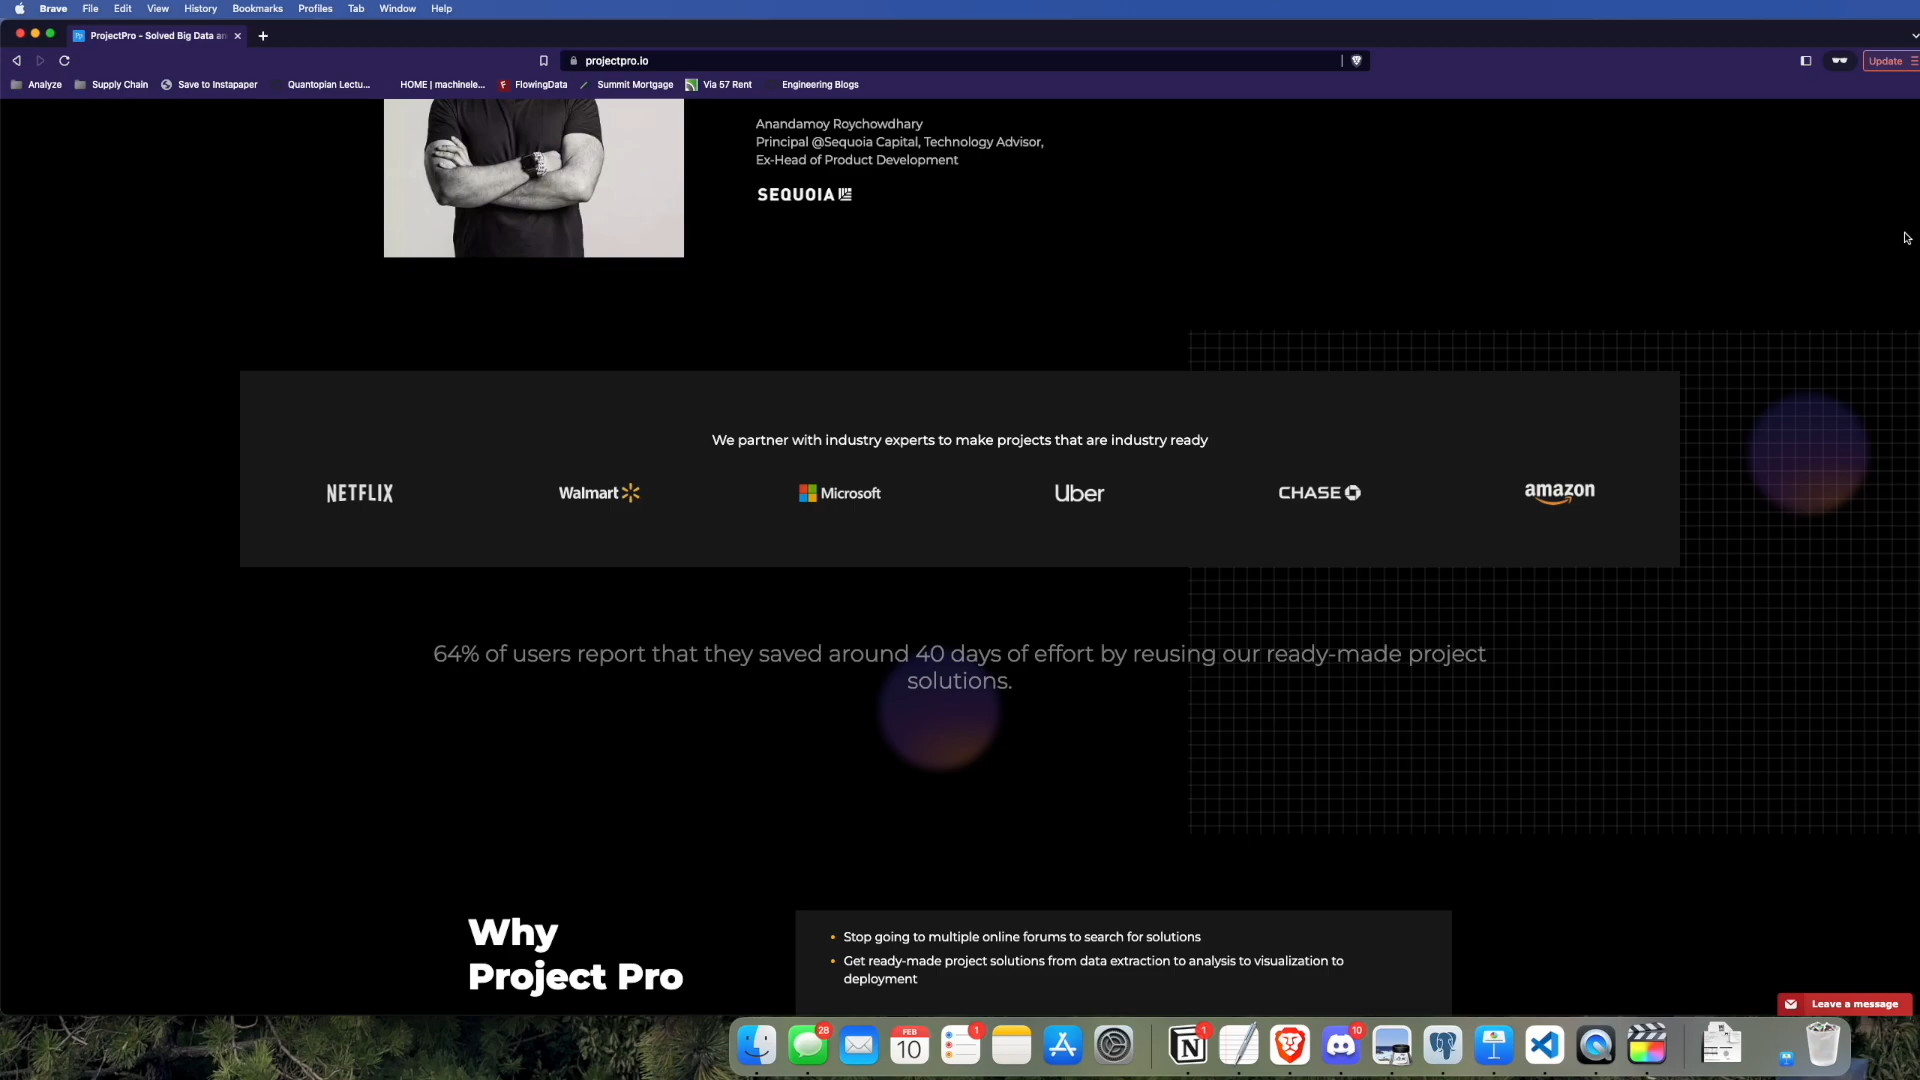 Brave File Edit View History Bookmarks Profiles Tab Window Help
ProjectPro - Solved Big Data an
projectpro.io
Update
Analyze Supply Chain Save to Instapaper Quantopian Lectu... HOME | machinele... FlowingData Summit Mortgage Via 57 Rent Engineering Blogs
Anandamoy Roychowdhary
Principal @Sequoia Capital, Technology Advisor,
Ex-Head of Product Development
SEQUOIA
We partner with industry experts to make projects that are industry ready
NETFLIX Walmart Microsoft Uber CHASE amazon
64% of users report that they saved around 40 days of effort by reusing our ready-made project
solutions.
Why
Project Pro
• Stop going to multiple online forums to search for solutions
• Get ready-made project solutions from data extraction to analysis to visualization to
deployment
Leave a message
28 FEB 10 1 1 10